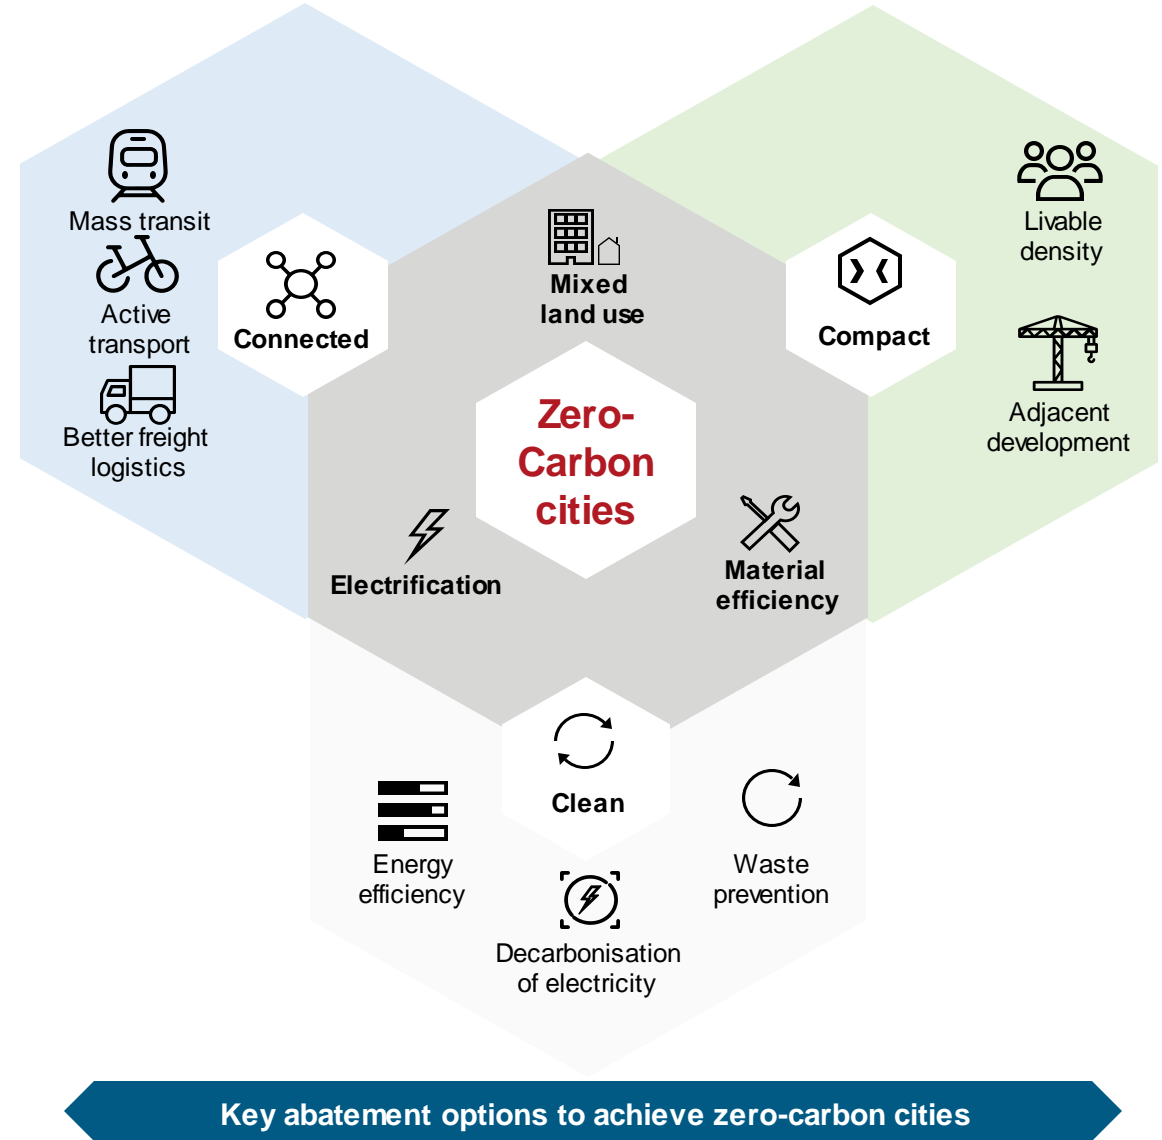 Mass transit
Active
transport
Better freight
logistics
Connected
Mixed
land use
Compact
Livable
density
Adjacent
development
Zero-
Carbon
cities
Electrification
Material
efficiency
Clean
Energy
efficiency
Decarbonisation
of electricity
Waste
prevention
Key abatement options to achieve zero-carbon cities